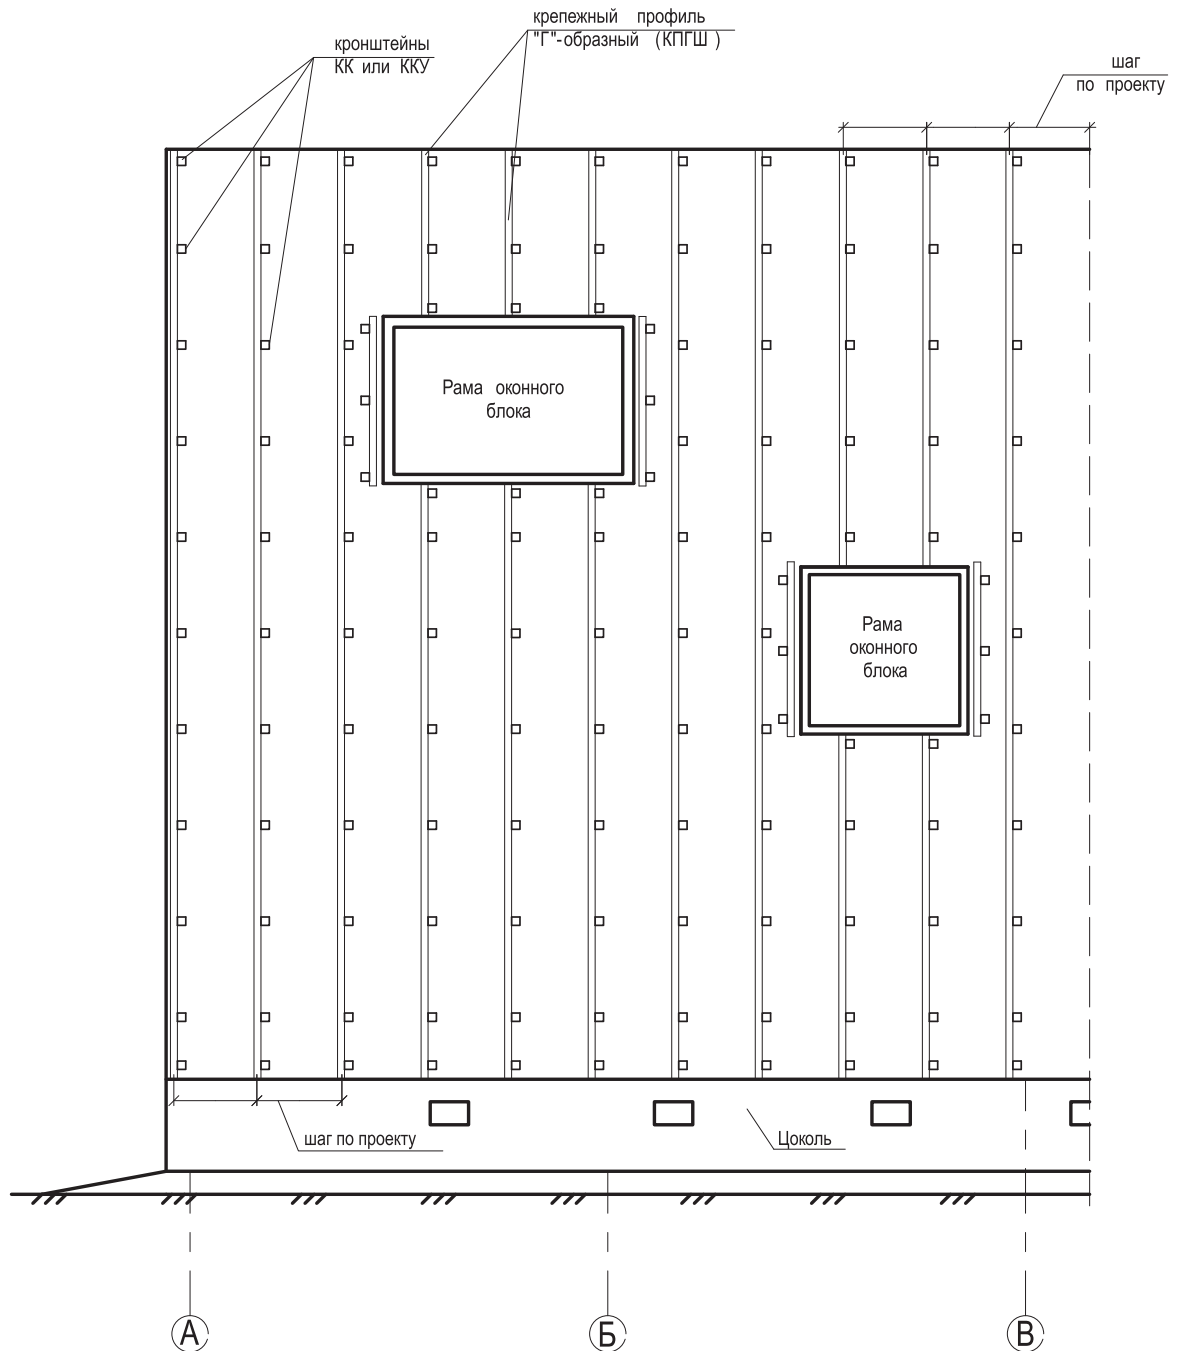 крепежный профиль
"Г"-образный (КПГШ )
кронштейны
КК или ККУ
шаг
по проекту
Рама оконного
блока
Рама
оконного
блока
шаг по проекту
Цоколь
А
Б
В